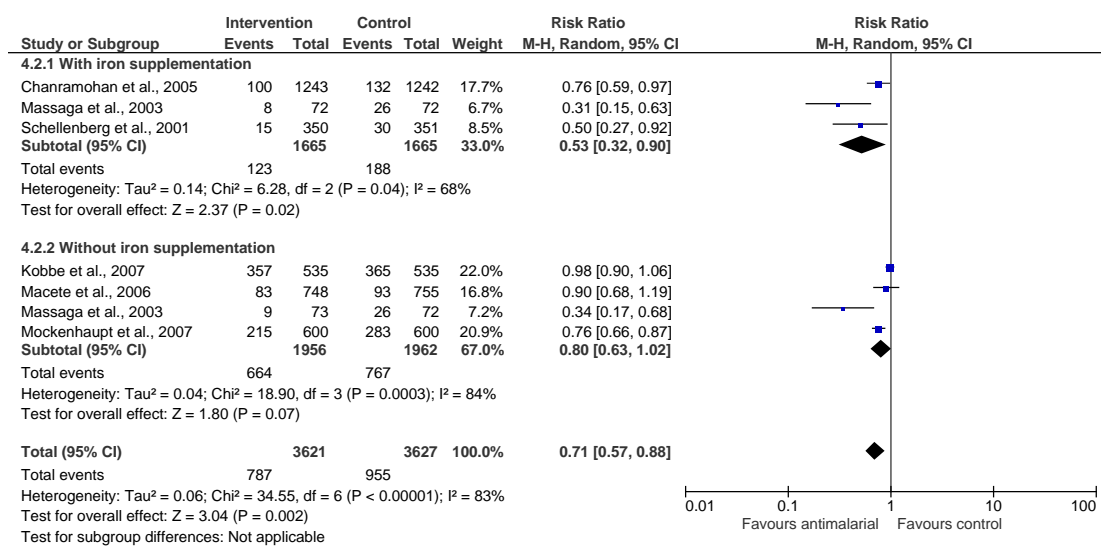 Intervention Control Risk Ratio Risk Ratio
Study or Subgroup Events Total Events Total Weight M-H, Random, 95% CI M-H, Random, 95% CI
4.2.1 With iron supplementation
Chanramohan et al., 2005 100 1243 132 1242 17.7% 0.76 [0.59, 0.97]
Massaga et al., 2003 8 72 26 72 6.7% 0.31 [0.15, 0.63]
Schellenberg et al., 2001 15 350 30 351 8.5% 0.50 [0.27, 0.92]
Subtotal (95% CI) 1665 1665 33.0% 0.53 [0.32, 0.90]
Total events 123 188
Heterogeneity: Tau² = 0.14; Chi² = 6.28, df = 2 (P = 0.04); I² = 68%
Test for overall effect: Z = 2.37 (P = 0.02)
4.2.2 Without iron supplementation
Kobbe et al., 2007 357 535 365 535 22.0% 0.98 [0.90, 1.06]
Macete et al., 2006 83 748 93 755 16.8% 0.90 [0.68, 1.19]
Massaga et al., 2003 9 73 26 72 7.2% 0.34 [0.17, 0.68]
Mockenhaupt et al., 2007 215 600 283 600 20.9% 0.76 [0.66, 0.87]
Subtotal (95% CI) 1956 1962 67.0% 0.80 [0.63, 1.02]
Total events 664 767
Heterogeneity: Tau² = 0.04; Chi² = 18.90, df = 3 (P = 0.0003); I² = 84%
Test for overall effect: Z = 1.80 (P = 0.07)
Total (95% CI) 3621 3627 100.0% 0.71 [0.57, 0.88]
Total events 787 955
Heterogeneity: Tau² = 0.06; Chi² = 34.55, df = 6 (P < 0.00001); I² = 83%
Test for overall effect: Z = 3.04 (P = 0.002)
Test for subgroup differences: Not applicable
0.01 0.1 1 10 100
Favours antimalarial Favours control